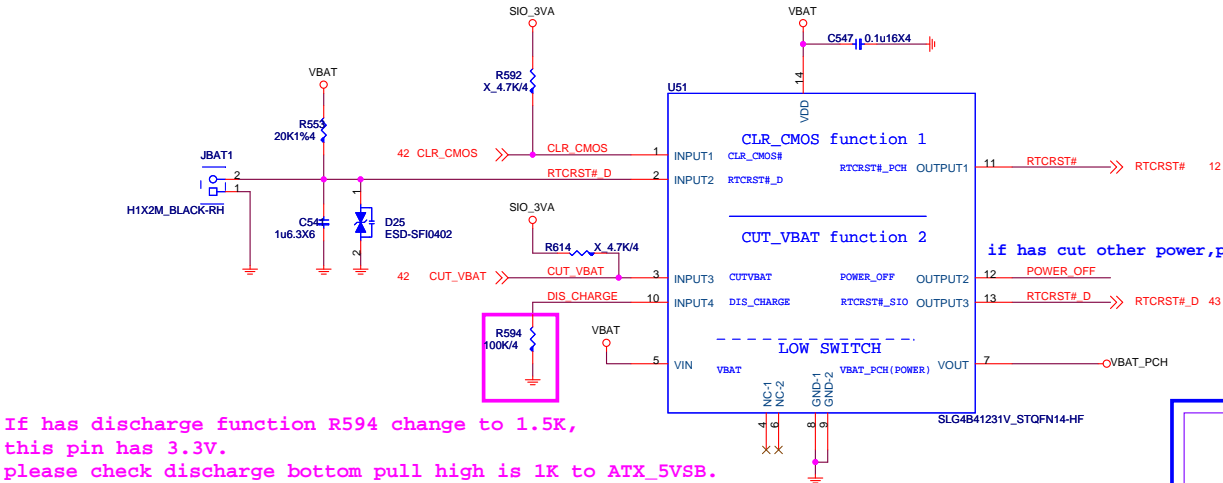 SIO_3VA
VBAT
C547
0.1u16X4
VBAT
R592
X_4.7K/4
14
U51
VDD
R553
20K1%4
CLR_CMOS function 1
JBAT1
42 CLR_CMOS
CLR_CMOS
1
INPUT1
CLR_CMOS#
RTCRST#_PCH
OUTPUT1
11
RTCRST#
RTCRST#
12
2
1
RTCRST#_D
2
INPUT2
RTCRST#_D
H1X2M_BLACK-RH
1
2
D25
ESD-SFI0402
1u6.3X6
SIO_3VA
CUT_VBAT function 2
R614
X_4.7K/4
if has cut other power,p
42
CUT_VBAT
CUT_VBAT
3
INPUT3
CUTVBAT
POWER_OFF
OUTPUT2
12
POWER_OFF
DIS_CHARGE
10
INPUT4
DIS_CHARGE
RTCRST#_SIO
OUTPUT3
13
RTCRST#_D
RTCRST#_D
43
R594
100K/4
VBAT
LOW SWITCH
5
VIN
VBAT
VBAT_PCH(POWER)
VOUT
7
VBAT_PCH
NC-1
NC-2
GND-1
GND-2
4
6
8
9
SLG4B41231V_STQFN14-HF
If has discharge function R594 change to 1.5K,
this pin has 3.3V.
please check discharge bottom pull high is 1K to ATX_5VSB.